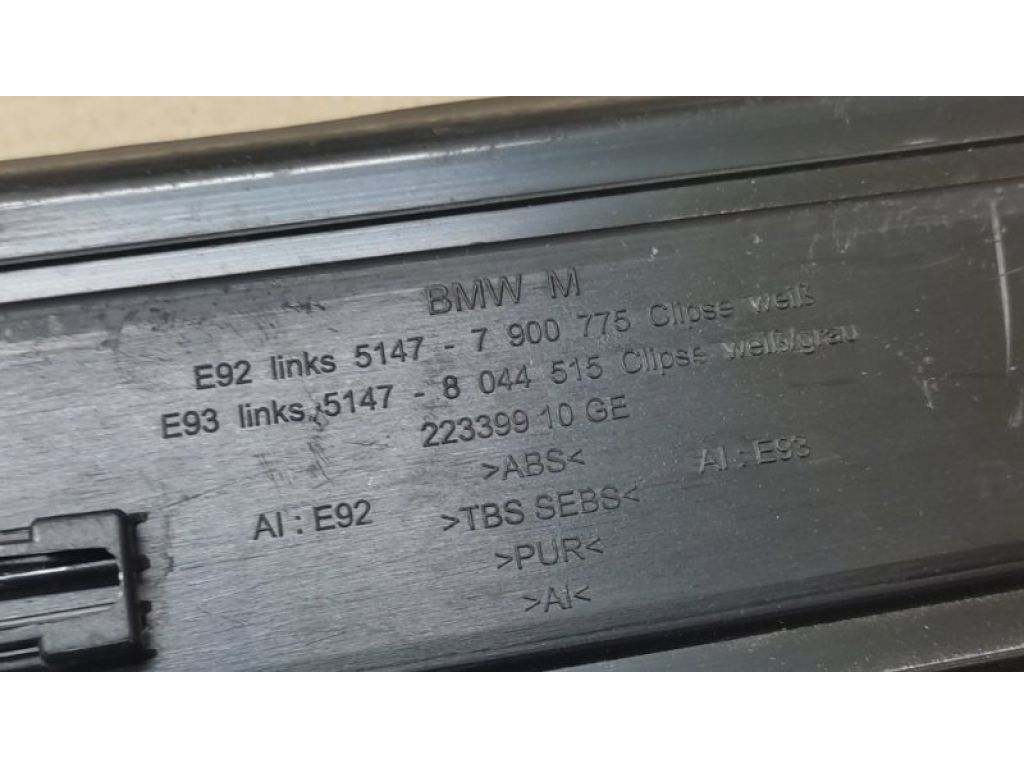 BMW M
E92 links 5147 - 7 900 775 Clipse weiß
E93 links 5147 - 8 044 515 Clipse weiß/grau
223399 10 GE
>ABS<
AI : E92 >TBS SEBS< AI : E93
>PUR<
>AI<